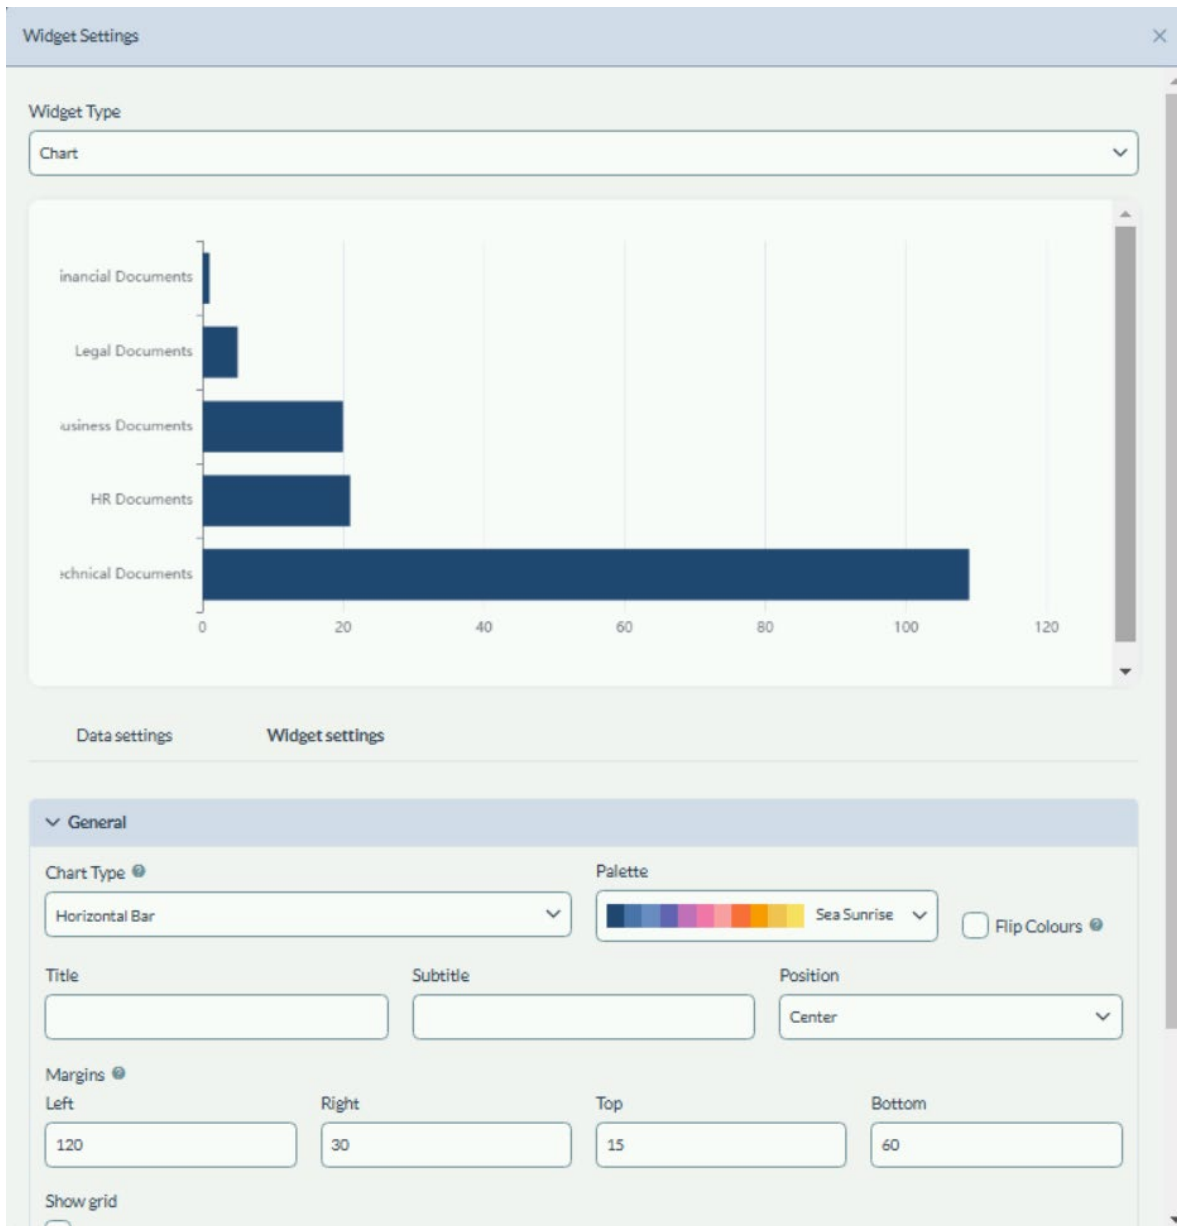 Widget Settings
Widget Type
Chart
inancial Documents
Legal Documents
usiness Documents
HR Documents
echnical Documents
0 20 40 60 80 100 120
Data settings Widget settings
General
Chart Type Palette
Horizontal Bar Sea Sunrise Flip Colours
Title Subtitle Position
Center
Margins
Left Right Top Bottom
120 30 15 60
Show grid